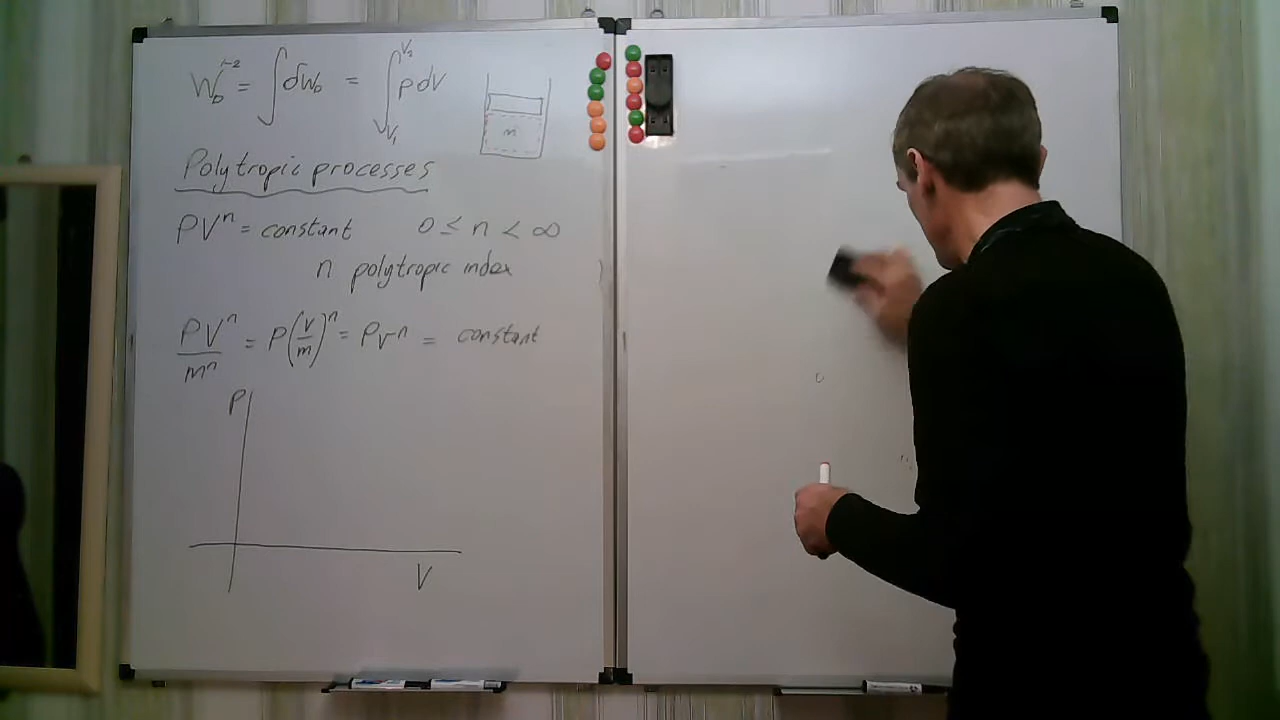 W_b^{1-2} = ∫ δW_b = ∫_{V_1}^{V_2} P dV
m
Polytropic processes
PV^n = constant 0 ≤ n < ∞
n polytropic index
PV^n / m^n = P(V/m)^n = Pv^n = constant
P
V